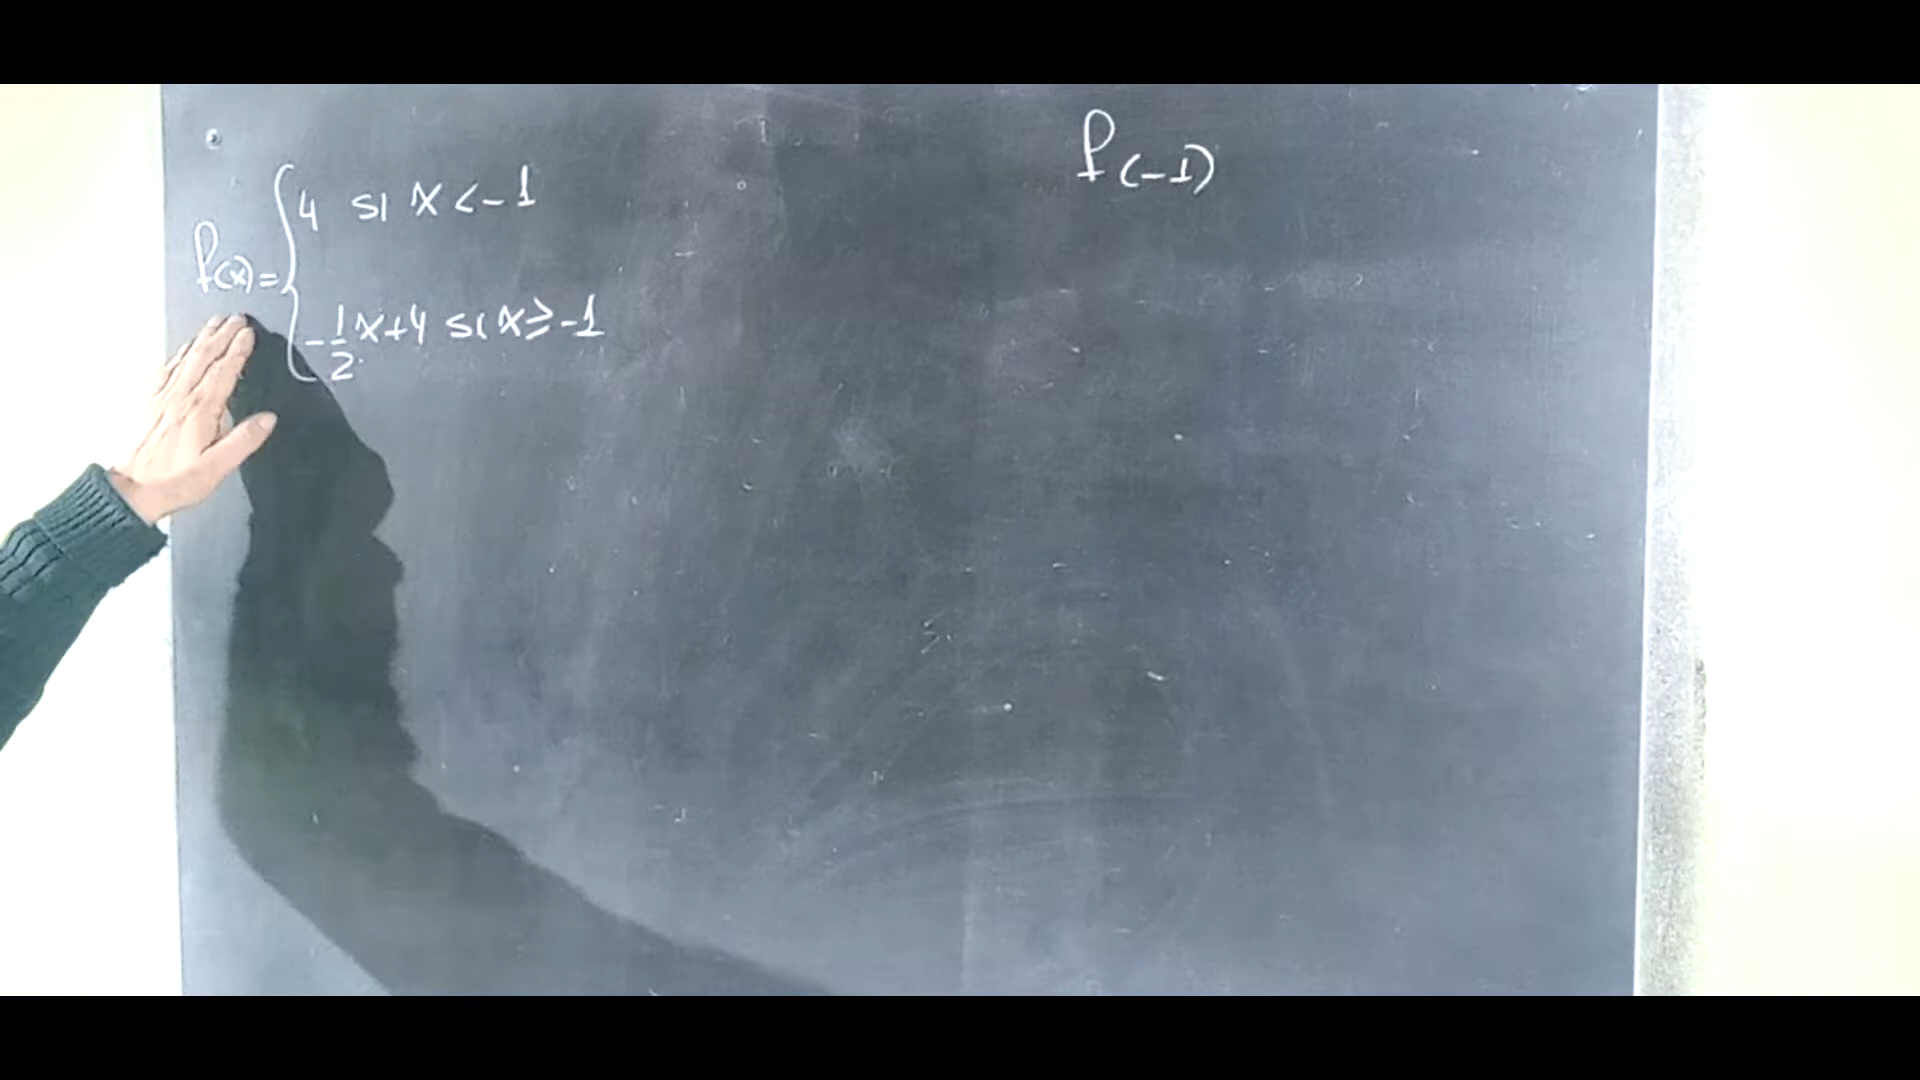 f(x) = { 4 si x < -1
-1/2 x + 4 si x ≥ -1
f(-1)